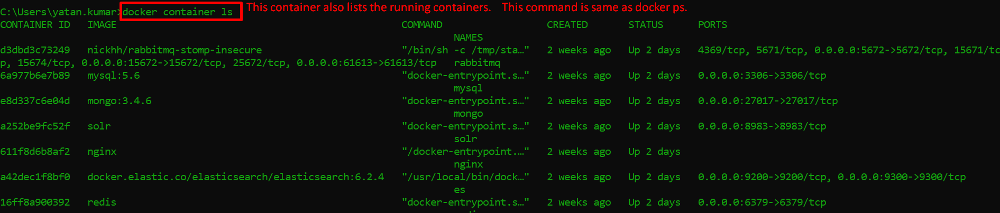 C:\Users\yatan.kumar>docker container ls This container also lists the running containers. This command is same as docker ps.
CONTAINER ID IMAGE COMMAND CREATED STATUS PORTS
NAMES
d3dbd3c73249 nickhh/rabbitmq-stomp-insecure "/bin/sh -c /tmp/sta…" 2 weeks ago Up 2 days 4369/tcp, 5671/tcp, 0.0.0.0:5672->5672/tcp, 15671/tc
p, 15674/tcp, 0.0.0.0:15672->15672/tcp, 25672/tcp, 0.0.0.0:61613->61613/tcp rabbitmq
6a977b6e7b89 mysql:5.6 "docker-entrypoint.s…" 2 weeks ago Up 2 days 0.0.0.0:3306->3306/tcp
mysql
e8d337c6e04d mongo:3.4.6 "docker-entrypoint.s…" 2 weeks ago Up 2 days 0.0.0.0:27017->27017/tcp
mongo
a252be9fc52f solr "docker-entrypoint.s…" 2 weeks ago Up 2 days 0.0.0.0:8983->8983/tcp
solr
611f8d6b8af2 nginx "/docker-entrypoint.…" 2 weeks ago Up 2 days
nginx
a42dec1f8bf0 docker.elastic.co/elasticsearch/elasticsearch:6.2.4 "/usr/local/bin/dock…" 2 weeks ago Up 2 days 0.0.0.0:9200->9200/tcp, 0.0.0.0:9300->9300/tcp
es
16ff8a900392 redis "docker-entrypoint.s…" 2 weeks ago Up 2 days 0.0.0.0:6379->6379/tcp